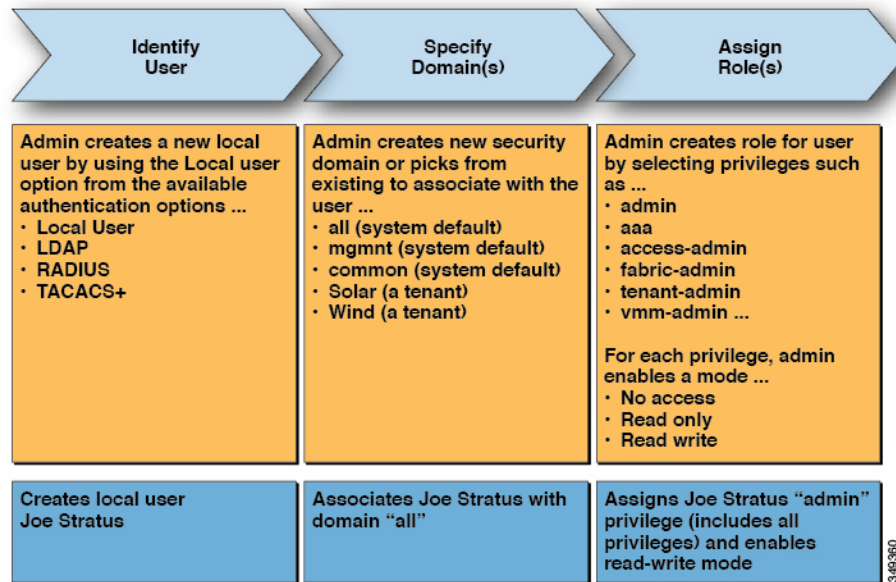 Identify
User
Specify
Domain(s)
Assign
Role(s)
Admin creates a new local
user by using the Local user
option from the available
authentication options ...
• Local User
• LDAP
• RADIUS
• TACACS+
Admin creates new security
domain or picks from
existing to associate with the
user ...
• all (system default)
• mgmnt (system default)
• common (system default)
• Solar (a tenant)
• Wind (a tenant)
Admin creates role for user
by selecting privileges such
as ...
• admin
• aaa
• access-admin
• fabric-admin
• tenant-admin
• vmm-admin ...
For each privilege, admin
enables a mode ...
• No access
• Read only
• Read write
Creates local user
Joe Stratus
Associates Joe Stratus with
domain “all”
Assigns Joe Stratus “admin”
privilege (includes all
privileges) and enables
read-write mode
349360